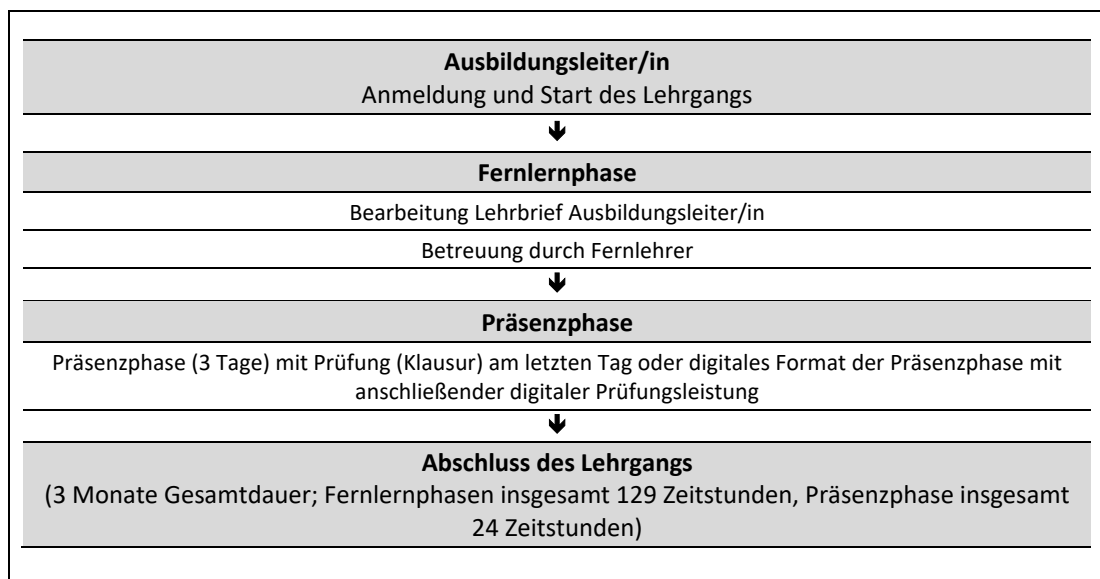 Ausbildungsleiter/in
Anmeldung und Start des Lehrgangs
Fernlernphase
Bearbeitung Lehrbrief Ausbildungsleiter/in
Betreuung durch Fernlehrer
Präsenzphase
Präsenzphase (3 Tage) mit Prüfung (Klausur) am letzten Tag oder digitales Format der Präsenzphase mit
anschließender digitaler Prüfungsleistung
Abschluss des Lehrgangs
(3 Monate Gesamtdauer; Fernlernphasen insgesamt 129 Zeitstunden, Präsenzphase insgesamt
24 Zeitstunden)